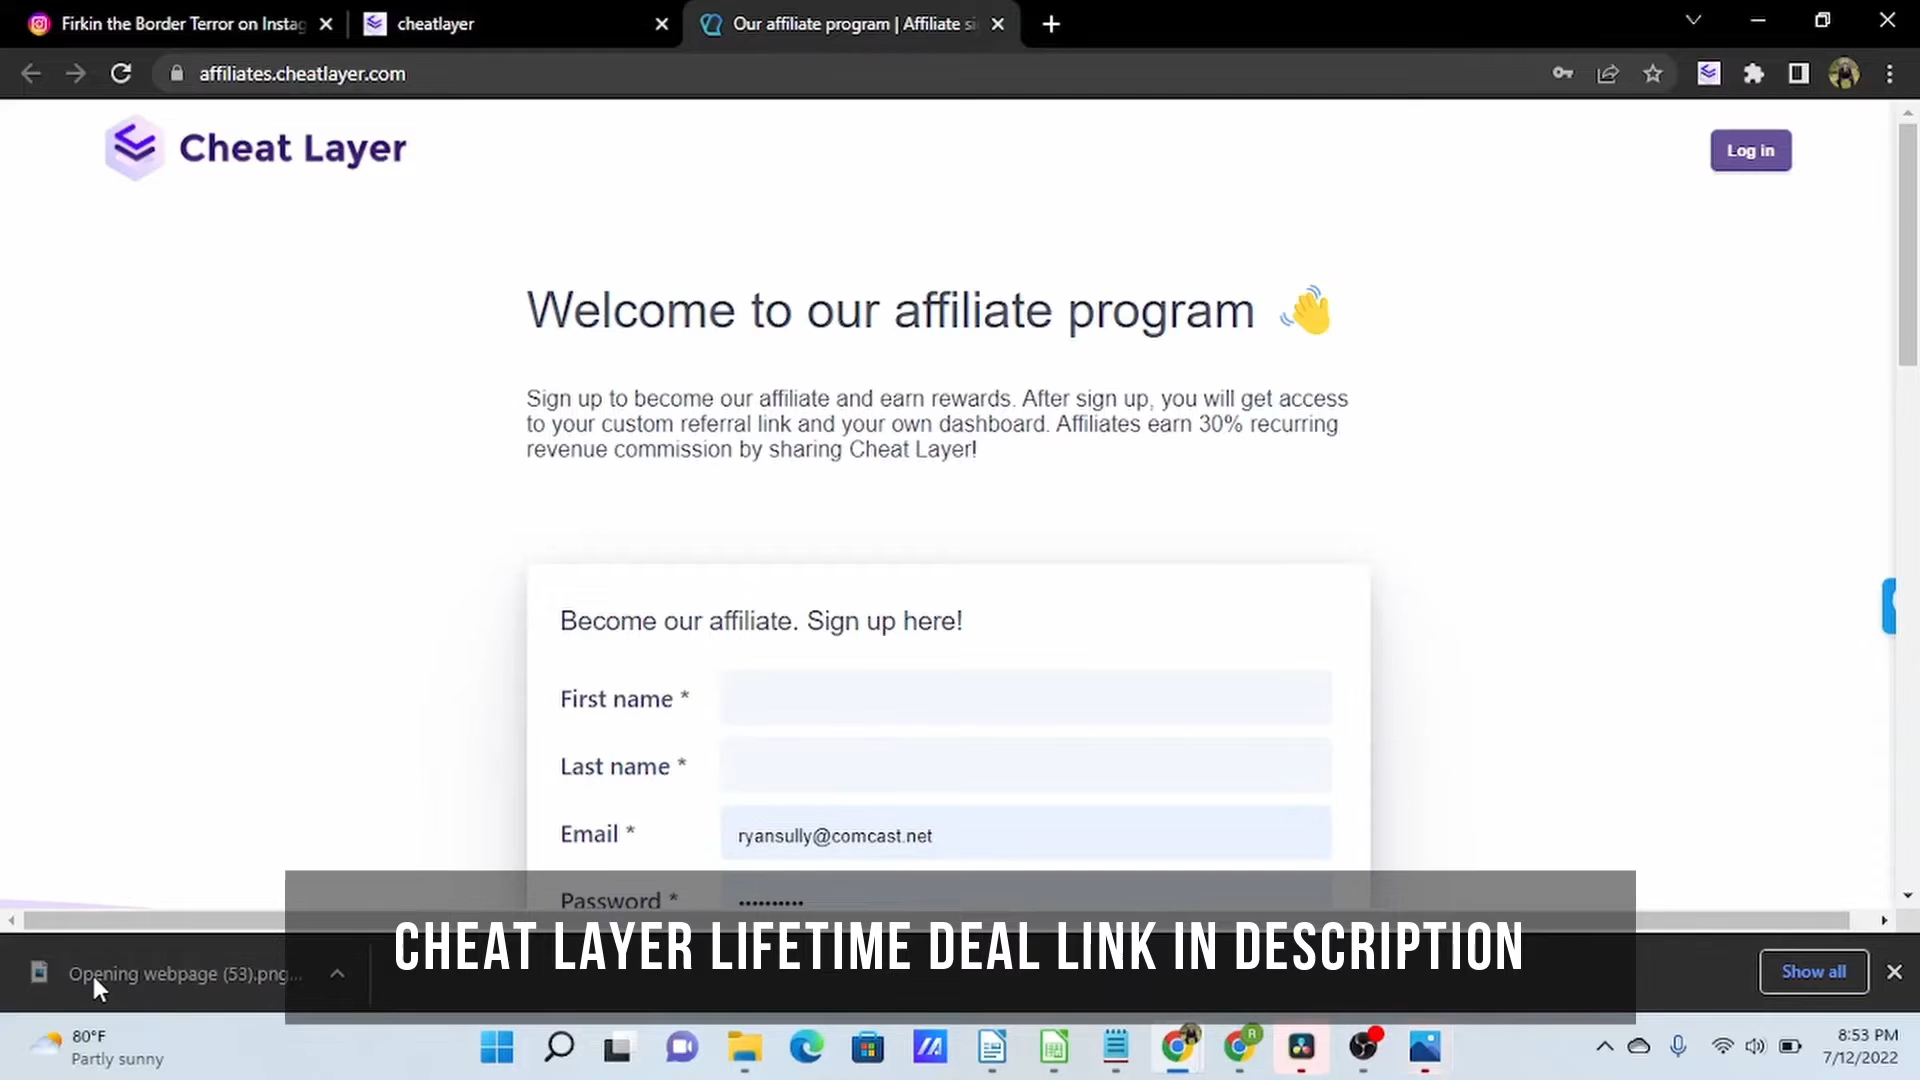 Firkin the Border Terror on Instag
cheatlayer
Our affiliate program | Affiliate si
affiliates.cheatlayer.com
Cheat Layer
Log in
Welcome to our affiliate program 👋
Sign up to become our affiliate and earn rewards. After sign up, you will get access
to your custom referral link and your own dashboard. Affiliates earn 30% recurring
revenue commission by sharing Cheat Layer!
Become our affiliate. Sign up here!
First name *
Last name *
Email *
ryansully@comcast.net
Password *
••••••••••
CHEAT LAYER LIFETIME DEAL LINK IN DESCRIPTION
Opening webpage (53).png...
Show all
80°F
Partly sunny
R
8:53 PM
7/12/2022